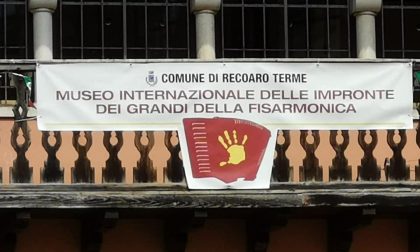 COMUNE DI RECOARO TERME
MUSEO INTERNAZIONALE DELLE IMPRONTE
DEI GRANDI DELLA FISARMONICA